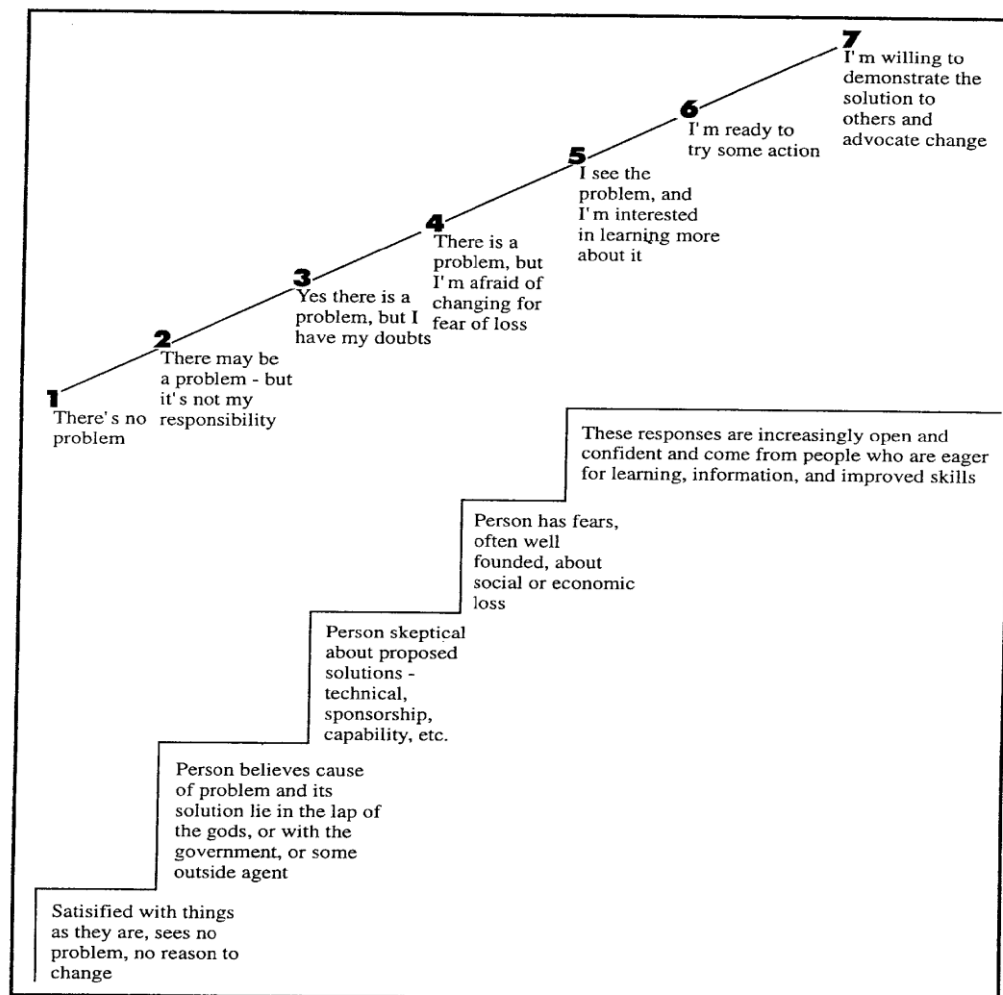 7
I'm willing to
demonstrate the
solution to
others and
advocate change
6
I'm ready to
try some action
5
I see the
problem, and
I'm interested
in learning more
about it
4
There is a
problem, but
I'm afraid of
changing for
fear of loss
3
Yes there is a
problem, but I
have my doubts
2
There may be
a problem - but
it's not my
responsibility
1
There's no
problem
These responses are increasingly open and
confident and come from people who are eager
for learning, information, and improved skills
Person has fears,
often well
founded, about
social or economic
loss
Person skeptical
about proposed
solutions -
technical,
sponsorship,
capability, etc.
Person believes cause
of problem and its
solution lie in the lap of
the gods, or with the
government, or some
outside agent
Satisified with things
as they are, sees no
problem, no reason to
change